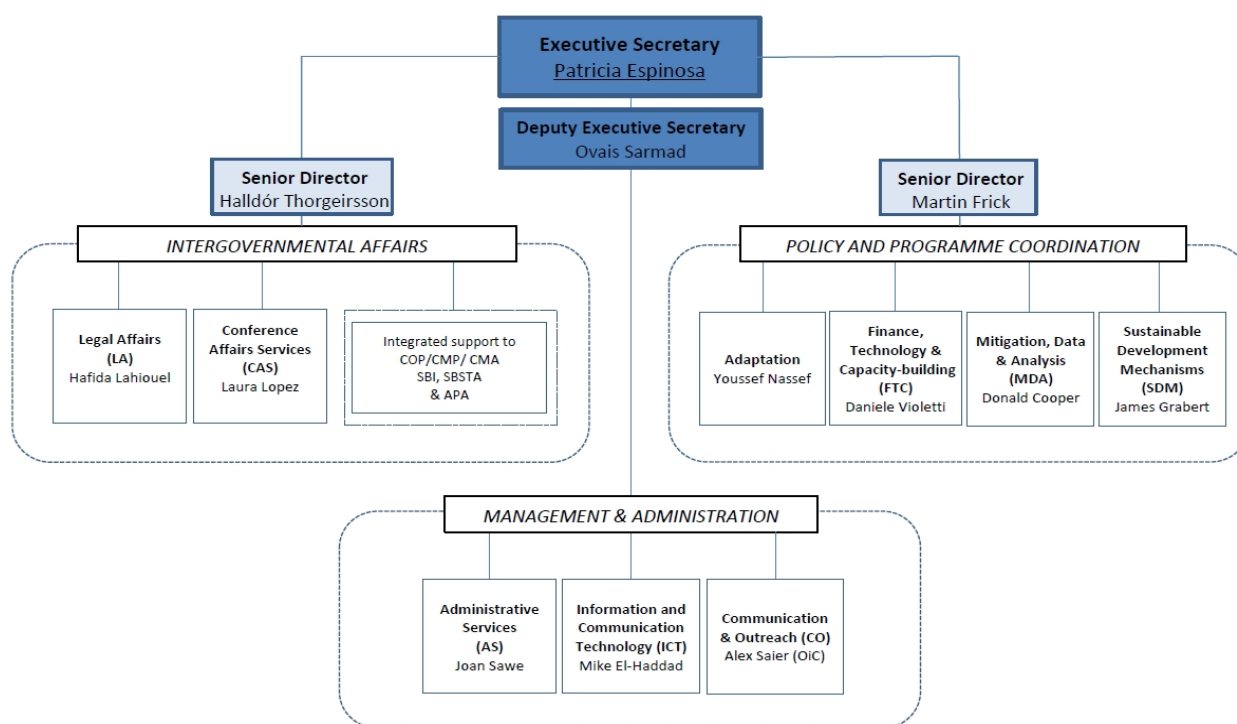 Executive Secretary
Patricia Espinosa
Deputy Executive Secretary
Ovais Sarmad
Senior Director
Halldór Thorgeirsson
Senior Director
Martin Frick
INTERGOVERNMENTAL AFFAIRS
Legal Affairs
(LA)
Hafida Lahiouel
Conference
Affairs Services
(CAS)
Laura Lopez
Integrated support to
COP/CMP/ CMA
SBI, SBSTA
& APA
POLICY AND PROGRAMME COORDINATION
Adaptation
Youssef Nassef
Finance,
Technology &
Capacity-building
(FTC)
Daniele Violetti
Mitigation, Data
& Analysis
(MDA)
Donald Cooper
Sustainable
Development
Mechanisms
(SDM)
James Grabert
MANAGEMENT & ADMINISTRATION
Administrative
Services
(AS)
Joan Sawe
Information and
Communication
Technology (ICT)
Mike El-Haddad
Communication
& Outreach (CO)
Alex Saier (OiC)